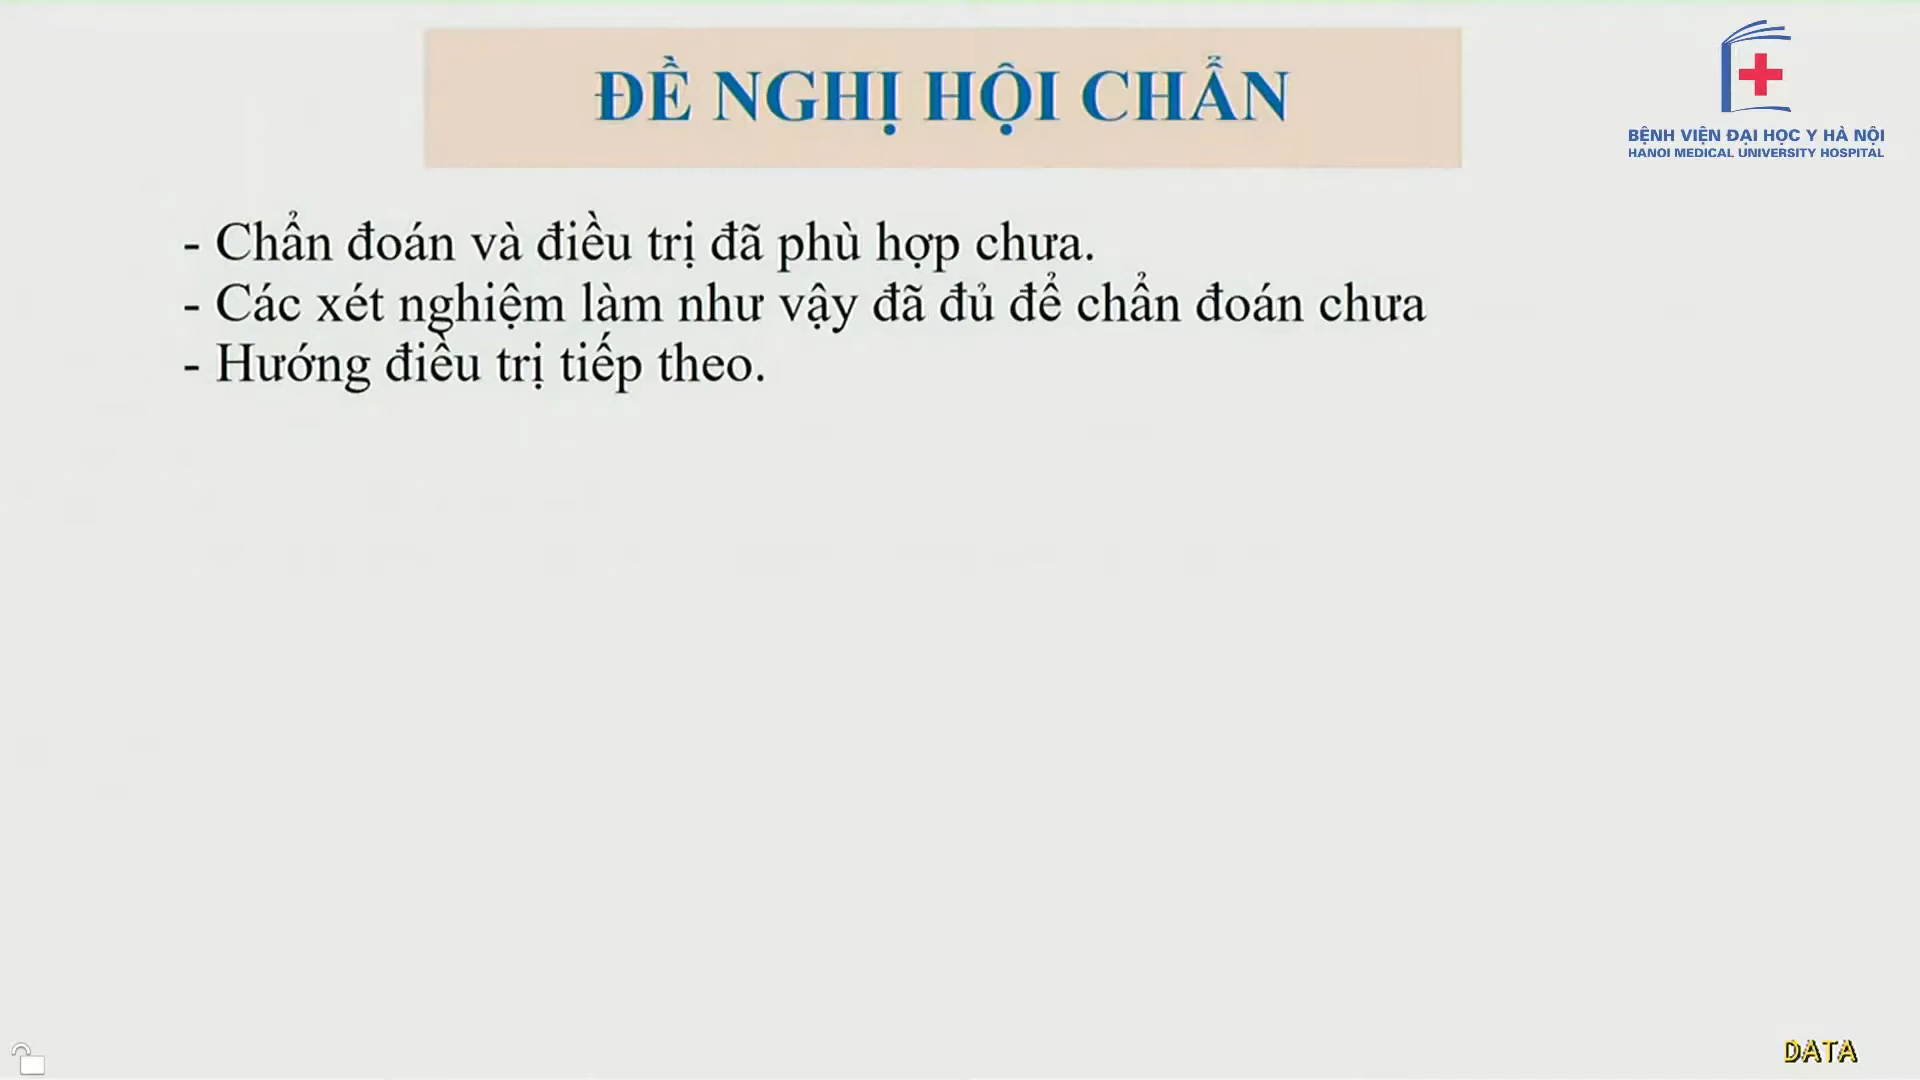 ĐỀ NGHỊ HỘI CHẨN
BỆNH VIỆN ĐẠI HỌC Y HÀ NỘI
HANOI MEDICAL UNIVERSITY HOSPITAL
- Chẩn đoán và điều trị đã phù hợp chưa.
- Các xét nghiệm làm như vậy đã đủ để chẩn đoán chưa
- Hướng điều trị tiếp theo.
DATA